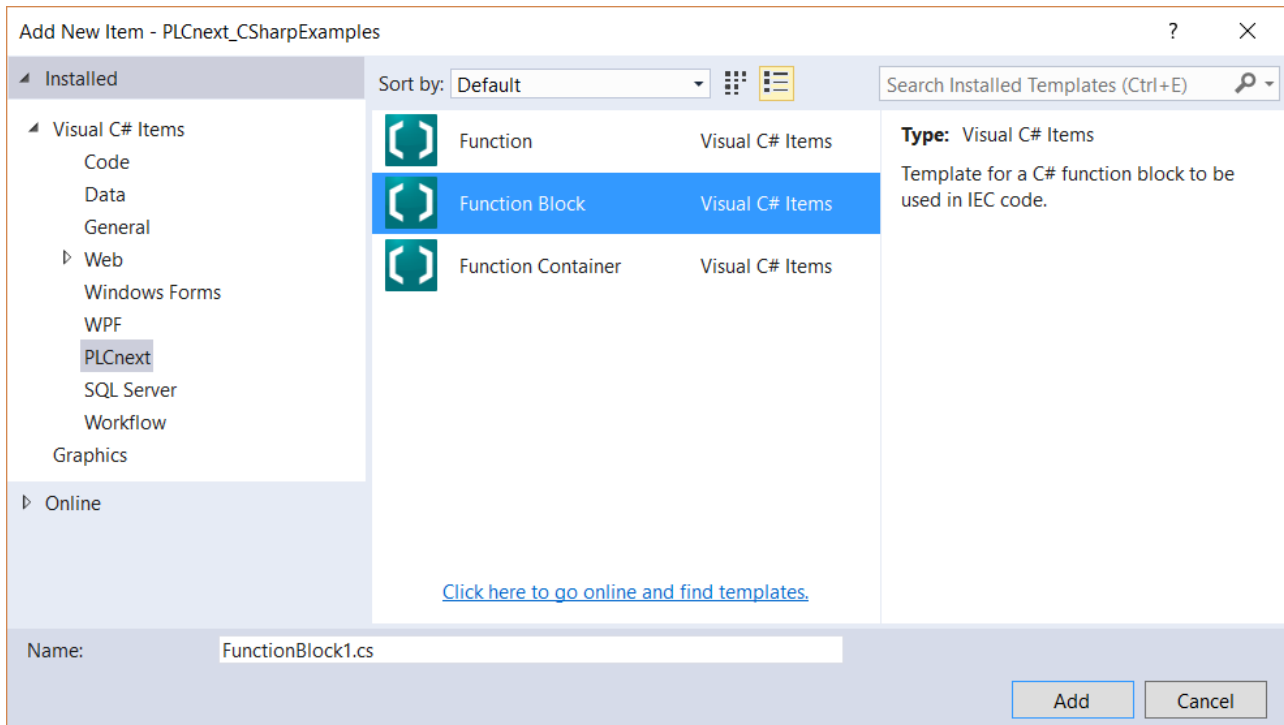 Add New Item - PLCnext_CSharpExamples
?
Installed
Sort by: Default
Search Installed Templates (Ctrl+E)
Visual C# Items
Code
Data
General
Web
Windows Forms
WPF
PLCnext
SQL Server
Workflow
Graphics
Online
Function Visual C# Items
Function Block Visual C# Items
Function Container Visual C# Items
Click here to go online and find templates.
Type: Visual C# Items
Template for a C# function block to be
used in IEC code.
Name: FunctionBlock1.cs
Add Cancel